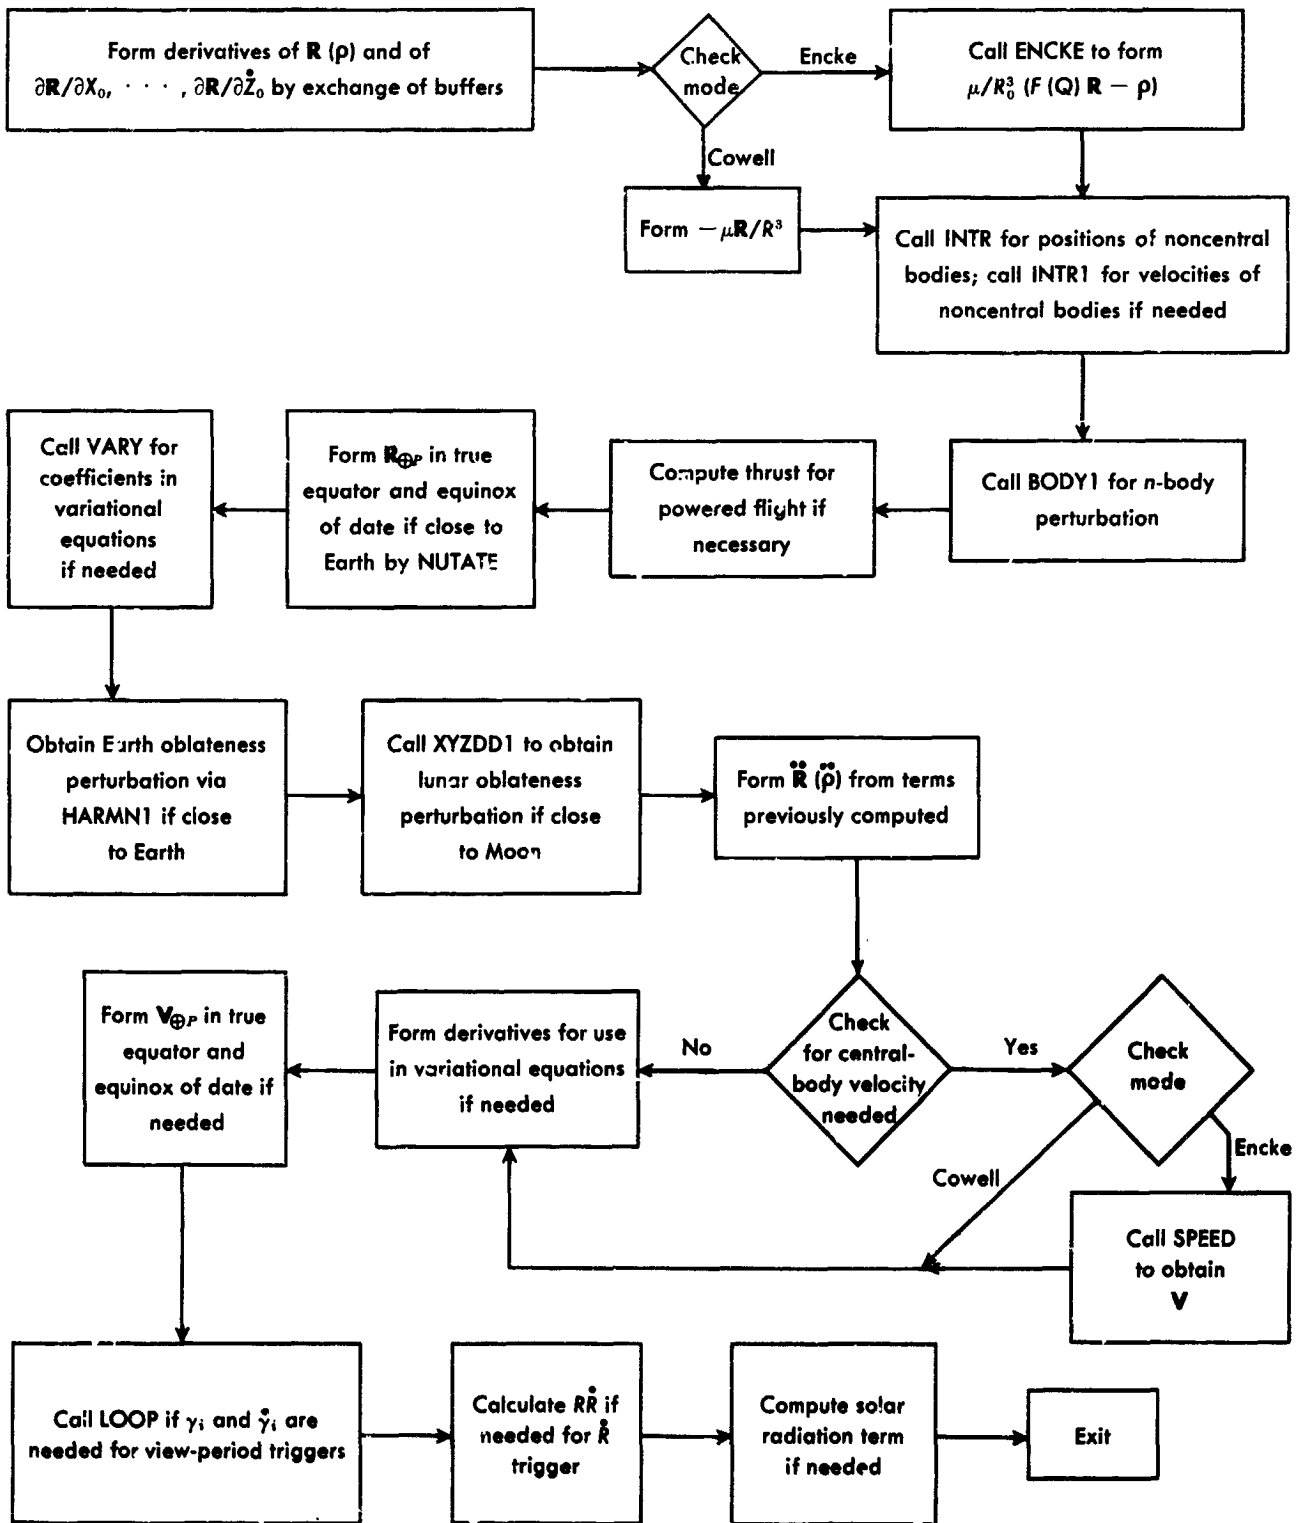 Form derivatives of R (ρ) and of
∂R/∂X₀, · · · , ∂R/∂Ż₀ by exchange of buffers
Check
mode
Encke
Call ENCKE to form
μ/R₀³ (F (Q) R − ρ)
Cowell
Form −μR/R³
Call INTR for positions of noncentral
bodies; call INTR1 for velocities of
noncentral bodies if needed
Call VARY for
coefficients in
variational
equations
if needed
Form R⊕P in true
equator and equinox
of date if close to
Earth by NUTATE
Compute thrust for
powered flight if
necessary
Call BODY1 for n-body
perturbation
Obtain Earth oblateness
perturbation via
HARMN1 if close
to Earth
Call XYZDD1 to obtain
lunar oblateness
perturbation if close
to Moon
Form R̈ (ρ̈) from terms
previously computed
Form V⊕P in true
equator and
equinox of date if
needed
Form derivatives for use
in variational equations
if needed
No
Check
for central-
body velocity
needed
Yes
Check
mode
Encke
Cowell
Call SPEED
to obtain
V
Call LOOP if γᵢ and γ̇ᵢ are
needed for view-period triggers
Calculate RṘ if
needed for Ṙ
trigger
Compute solar
radiation term
if needed
Exit